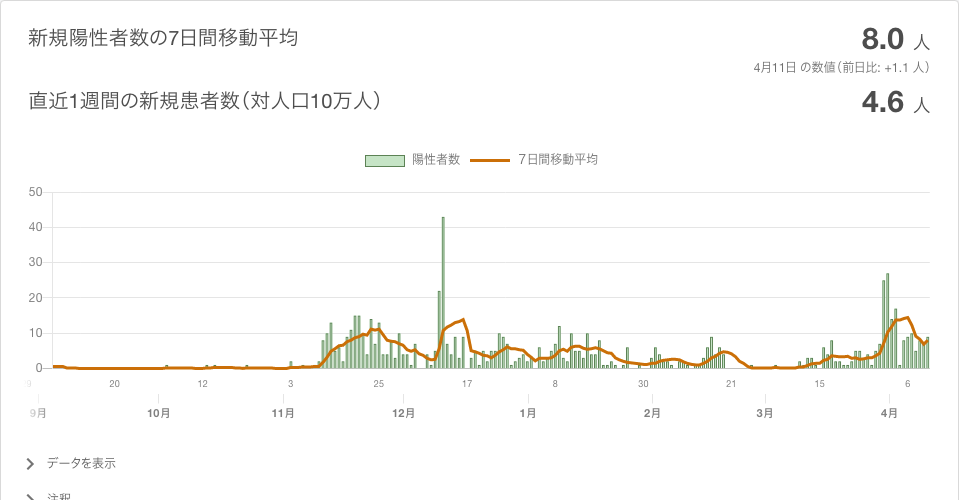 新規陽性者数の7日間移動平均
8.0 人
4月11日 の数値（前日比: +1.1 人）
直近1週間の新規患者数（対人口10万人）
4.6 人
陽性者数 7日間移動平均
50
40
30
20
10
0
9 20 12 3 25 17 8 30 21 15 6
9月 10月 11月 12月 1月 2月 3月 4月
データを表示
注釈